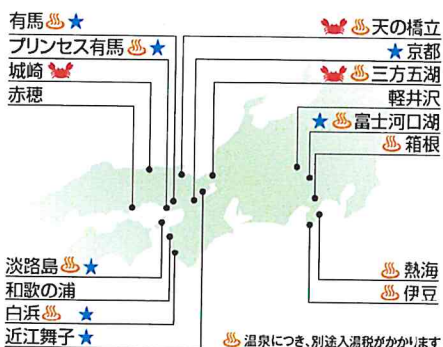 有馬
プリンセス有馬
城崎
赤穂
天の橋立
京都
三方五湖
軽井沢
富士河口湖
箱根
淡路島
和歌の浦
白浜
近江舞子
熱海
伊豆
温泉につき、別途入湯税がかかります